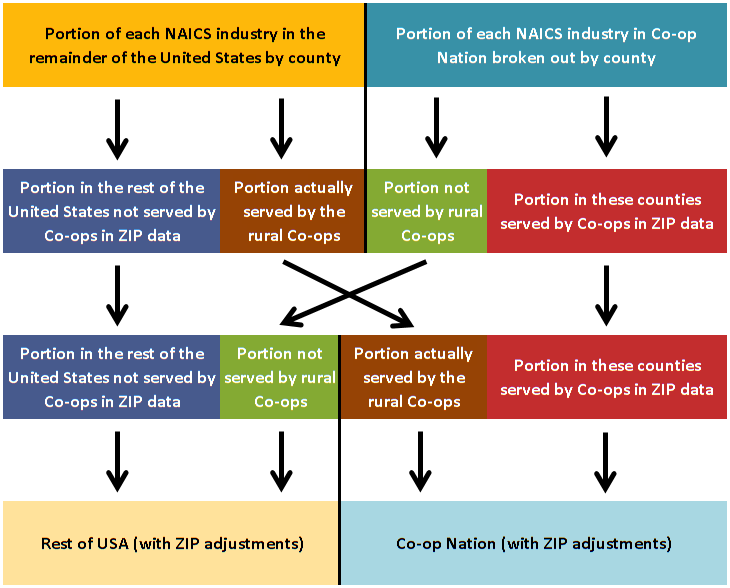 Portion of each NAICS industry in the
remainder of the United States by county
Portion of each NAICS industry in Co-op
Nation broken out by county
Portion in the rest of the
United States not served by
Co-ops in ZIP data
Portion actually
served by the
rural Co-ops
Portion not
served by rural
Co-ops
Portion in these counties
served by Co-ops in ZIP data
Portion in the rest of the
United States not served by
Co-ops in ZIP data
Portion not
served by rural
Co-ops
Portion actually
served by the
rural Co-ops
Portion in these counties
served by Co-ops in ZIP data
Rest of USA (with ZIP adjustments)
Co-op Nation (with ZIP adjustments)